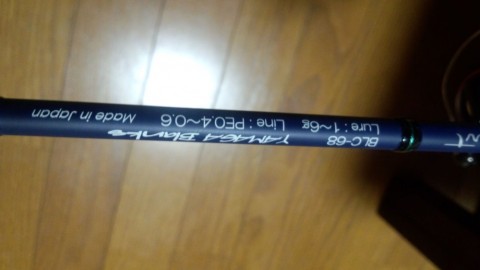 BLC-68 YAMAGA Blanks
Lure : 1~6g Line : PE0.4~0.6 Made in Japan